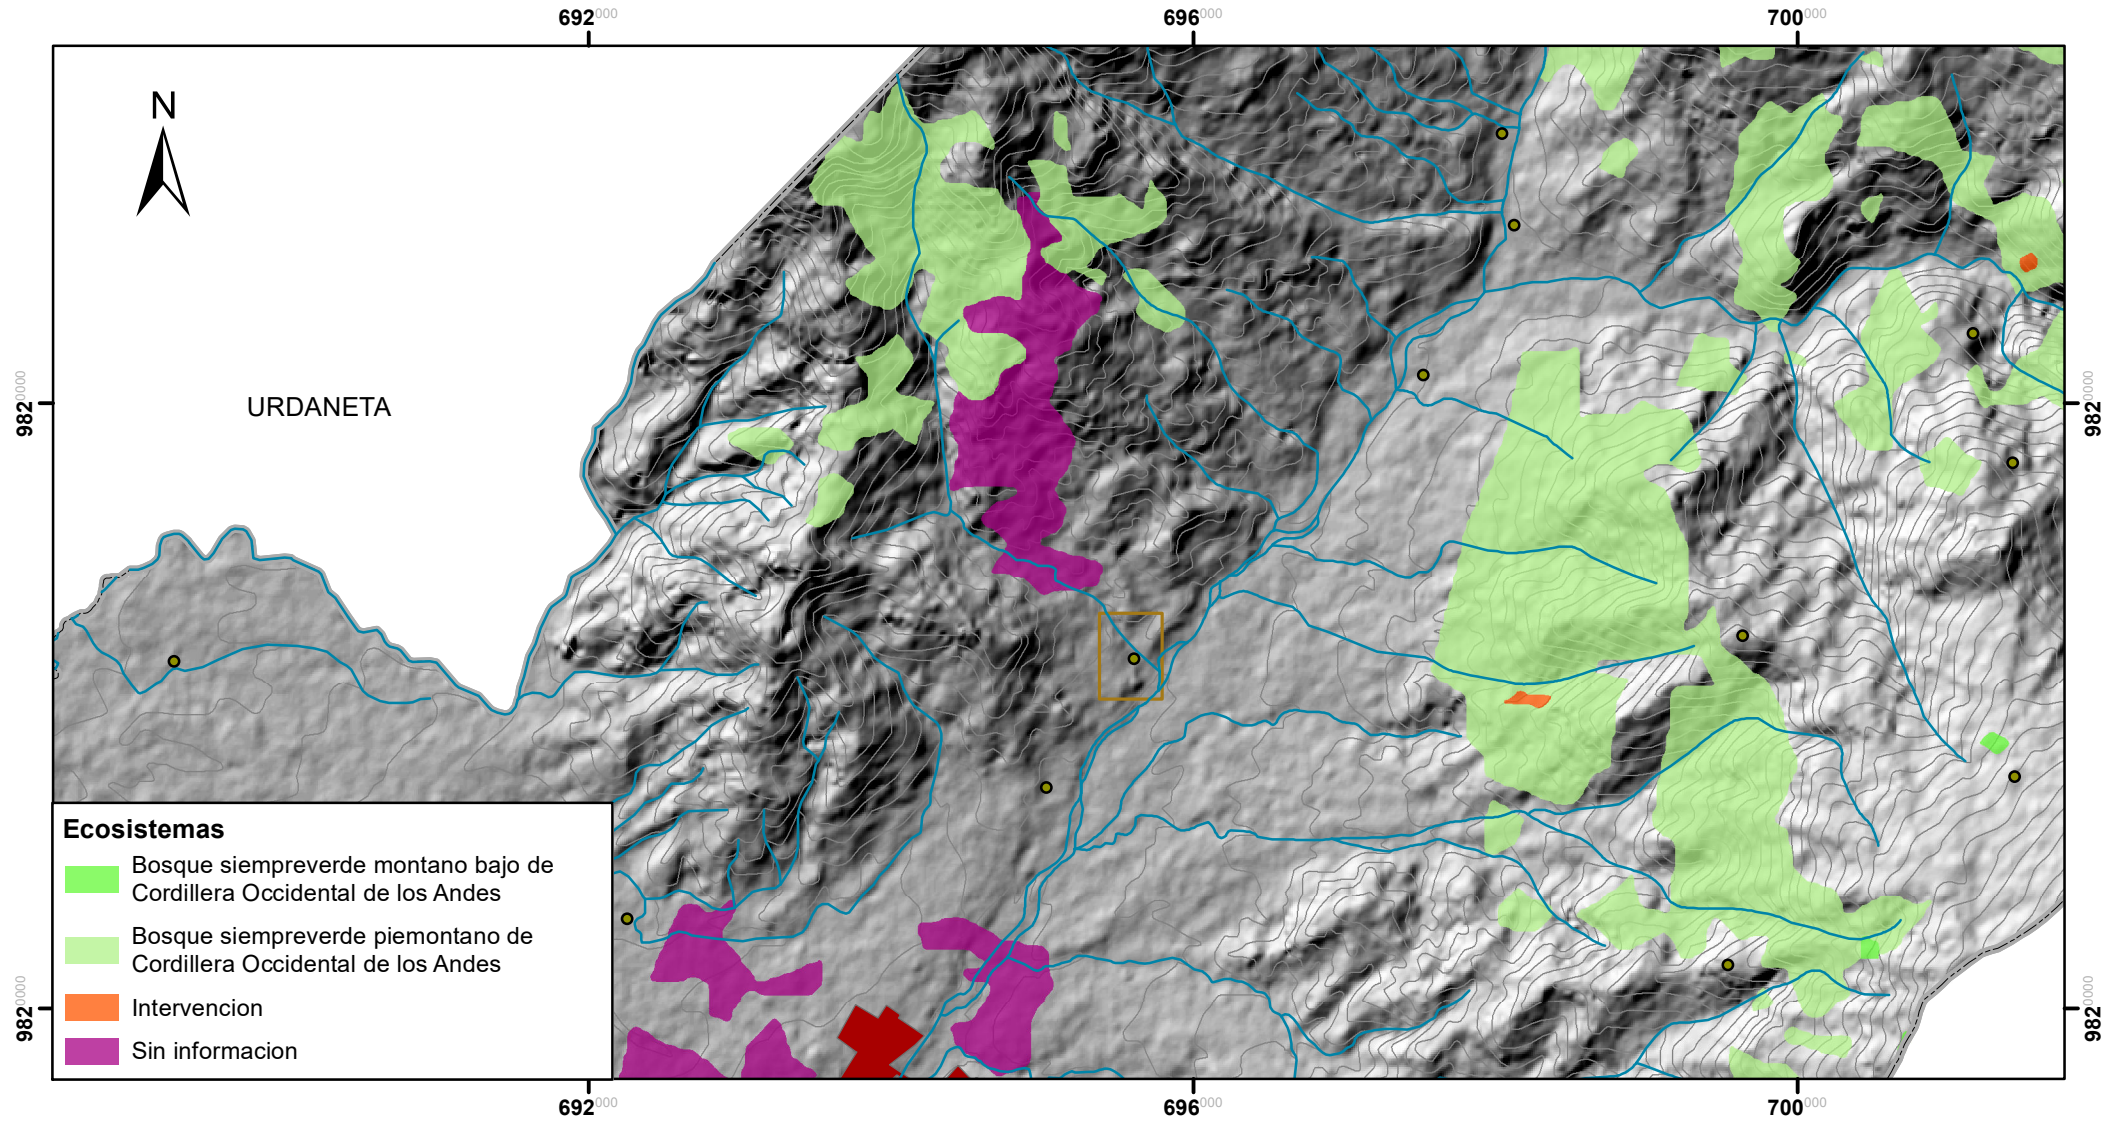 692000 696000 700000
N
URDANETA
9820000
9820000
Ecosistemas
Bosque siempreverde montano bajo de
Cordillera Occidental de los Andes
Bosque siempreverde piemontano de
Cordillera Occidental de los Andes
Intervencion
Sin informacion
9820000
9820000
692000 696000 700000